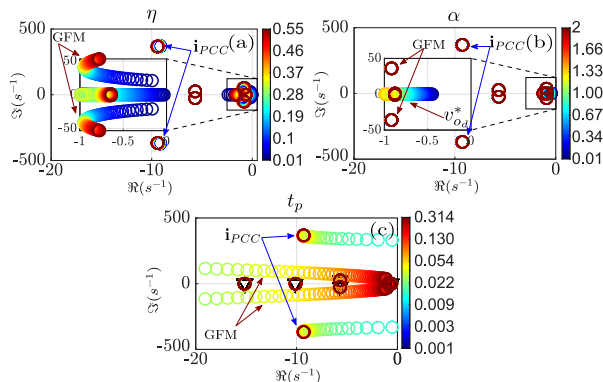 η
(a)
GFM
i_PCC
500
0
-500
ℑ(s⁻¹)
50
0
-50
-1
-0.5
0
-20
-10
0
ℜ(s⁻¹)
0.55
0.46
0.37
0.28
0.19
0.10
0.01
α
(b)
GFM
i_PCC
v*_od
500
0
-500
ℑ(s⁻¹)
50
0
-50
-1
-0.5
0
-20
-10
0
ℜ(s⁻¹)
2
1.66
1.33
1.00
0.67
0.34
0.01
t_p
(c)
i_PCC
GFM
500
0
-500
ℑ(s⁻¹)
-20
-10
0
ℜ(s⁻¹)
0.314
0.130
0.054
0.022
0.009
0.003
0.001